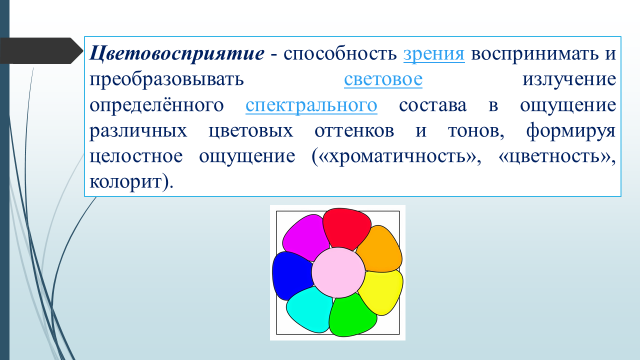 Цветовосприятие - способность зрения воспринимать и
преобразовывать световое излучение
определённого спектрального состава в ощущение
различных цветовых оттенков и тонов, формируя
целостное ощущение («хроматичность», «цветность»,
колорит).